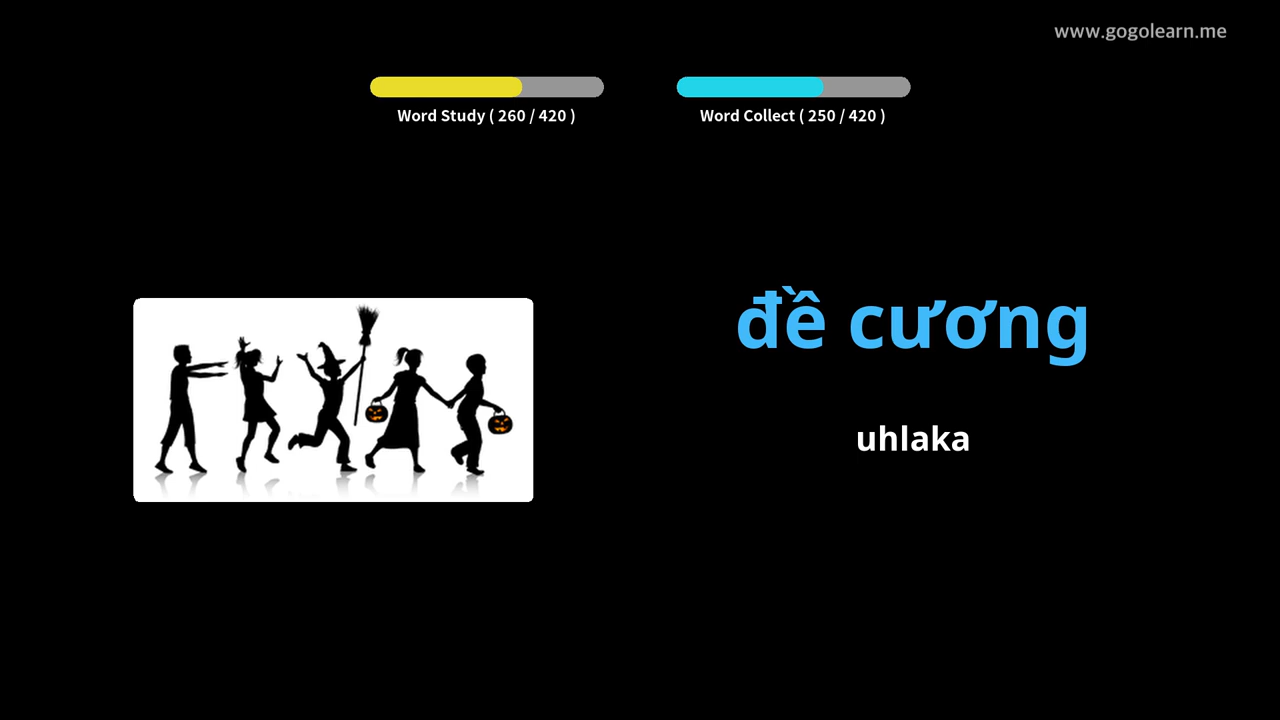 www.gogolearn.me
Word Study ( 260 / 420 )
Word Collect ( 250 / 420 )
đề cương
uhlaka